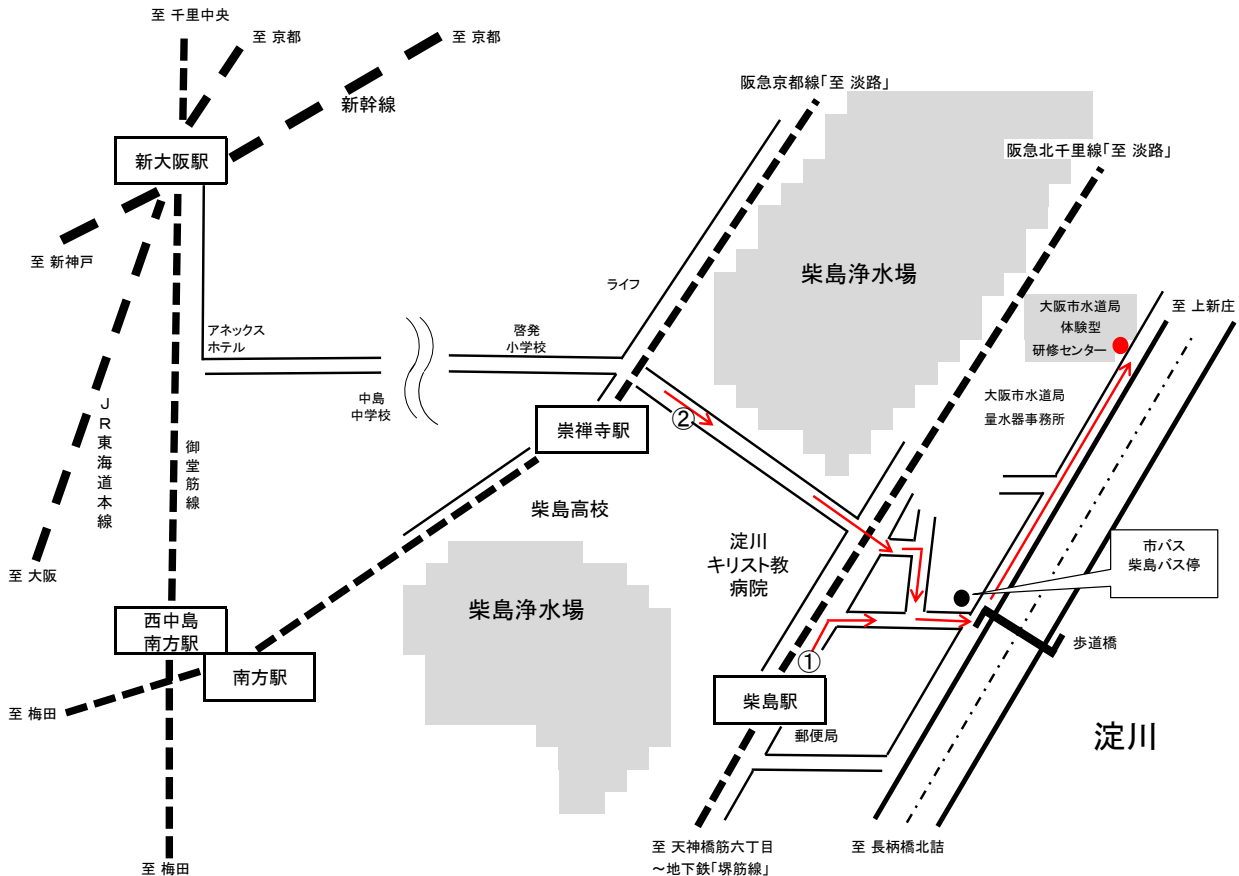 至 千里中央
至 京都
至 京都
新幹線
新大阪駅
至 新神戸
阪急京都線「至 淡路」
阪急北千里線「至 淡路」
柴島浄水場
ライフ
大阪市水道局
体験型
研修センター
至 上新庄
アネックス
ホテル
啓発
小学校
中島
中学校
大阪市水道局
量水器事務所
JR東海道本線
御堂筋線
②
崇禅寺駅
柴島高校
淀川
キリスト教
病院
市バス
柴島バス停
至 大阪
西中島
南方駅
柴島浄水場
歩道橋
①
南方駅
柴島駅
至 梅田
郵便局
淀川
至 梅田
至 天神橋筋六丁目
～地下鉄「堺筋線」
至 長柄橋北詰